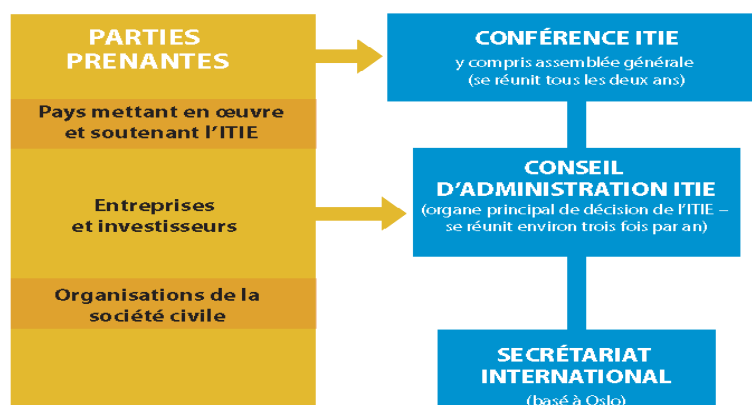 PARTIES
PRENANTES
Pays mettant en œuvre
et soutenant l'ITIE
Entreprises
et investisseurs
Organisations de la
société civile
CONFÉRENCE ITIE
y compris assemblée générale
(se réunit tous les deux ans)
CONSEIL
D'ADMINISTRATION ITIE
(organe principal de décision de l'ITIE –
se réunit environ trois fois par an)
SECRÉTARIAT
INTERNATIONAL
(basé à Oslo)